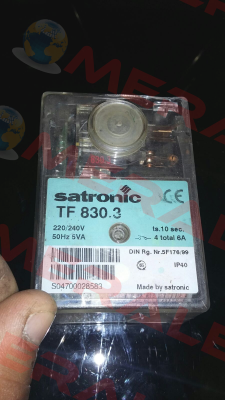 satronic CE
TF 830.3
220/240V ts.10 sec.
50Hz 5VA 4 total 6A
DIN Rg. Nr.5F176/99
IP40
S04700028583 Made by satronic